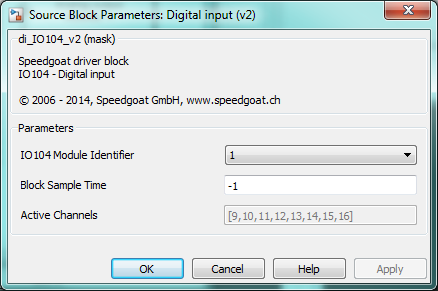 Source Block Parameters: Digital input (v2)
di_IO104_v2 (mask)
Speedgoat driver block
IO104 - Digital input
© 2006 - 2014, Speedgoat GmbH, www.speedgoat.ch
Parameters
IO104 Module Identifier 1
Block Sample Time -1
Active Channels [9,10,11,12,13,14,15,16]
OK Cancel Help Apply